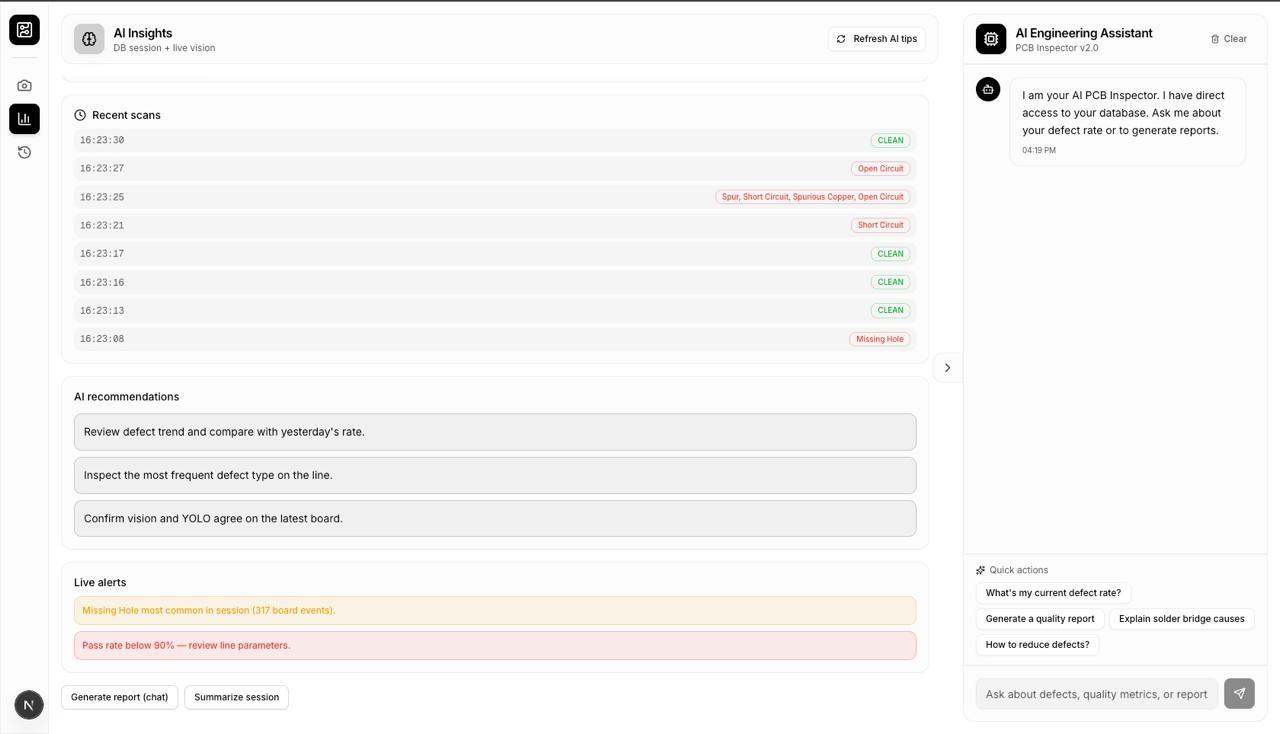 AI Insights
DB session + live vision
Refresh AI tips
Recent scans
16:23:30 CLEAN
16:23:27 Open Circuit
16:23:25 Spur, Short Circuit, Spurious Copper, Open Circuit
16:23:21 Short Circuit
16:23:17 CLEAN
16:23:16 CLEAN
16:23:13 CLEAN
16:23:08 Missing Hole
AI recommendations
Review defect trend and compare with yesterday's rate.
Inspect the most frequent defect type on the line.
Confirm vision and YOLO agree on the latest board.
Live alerts
Missing Hole most common in session (317 board events).
Pass rate below 90% — review line parameters.
Generate report (chat) Summarize session
N
AI Engineering Assistant
PCB Inspector v2.0
Clear
I am your AI PCB Inspector. I have direct
access to your database. Ask me about
your defect rate or to generate reports.
04:19 PM
Quick actions
What's my current defect rate?
Generate a quality report Explain solder bridge causes
How to reduce defects?
Ask about defects, quality metrics, or report